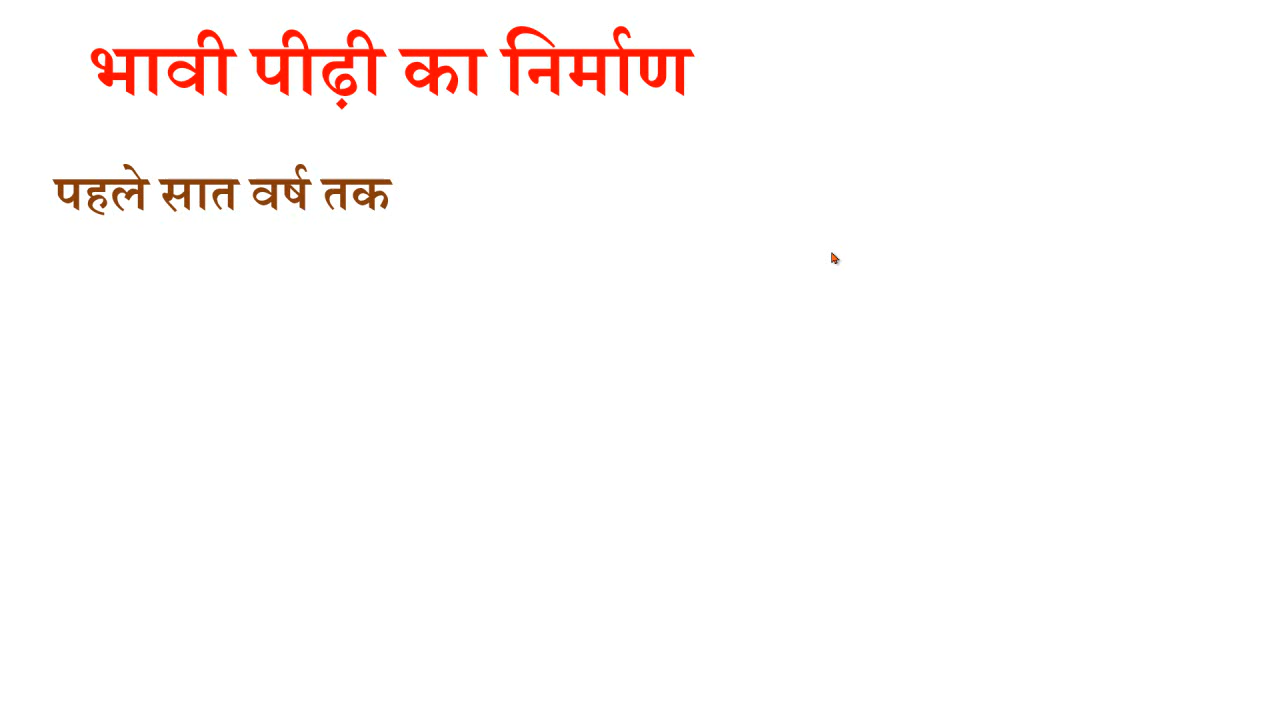 भावी पीढ़ी का निर्माण
पहले सात वर्ष तक